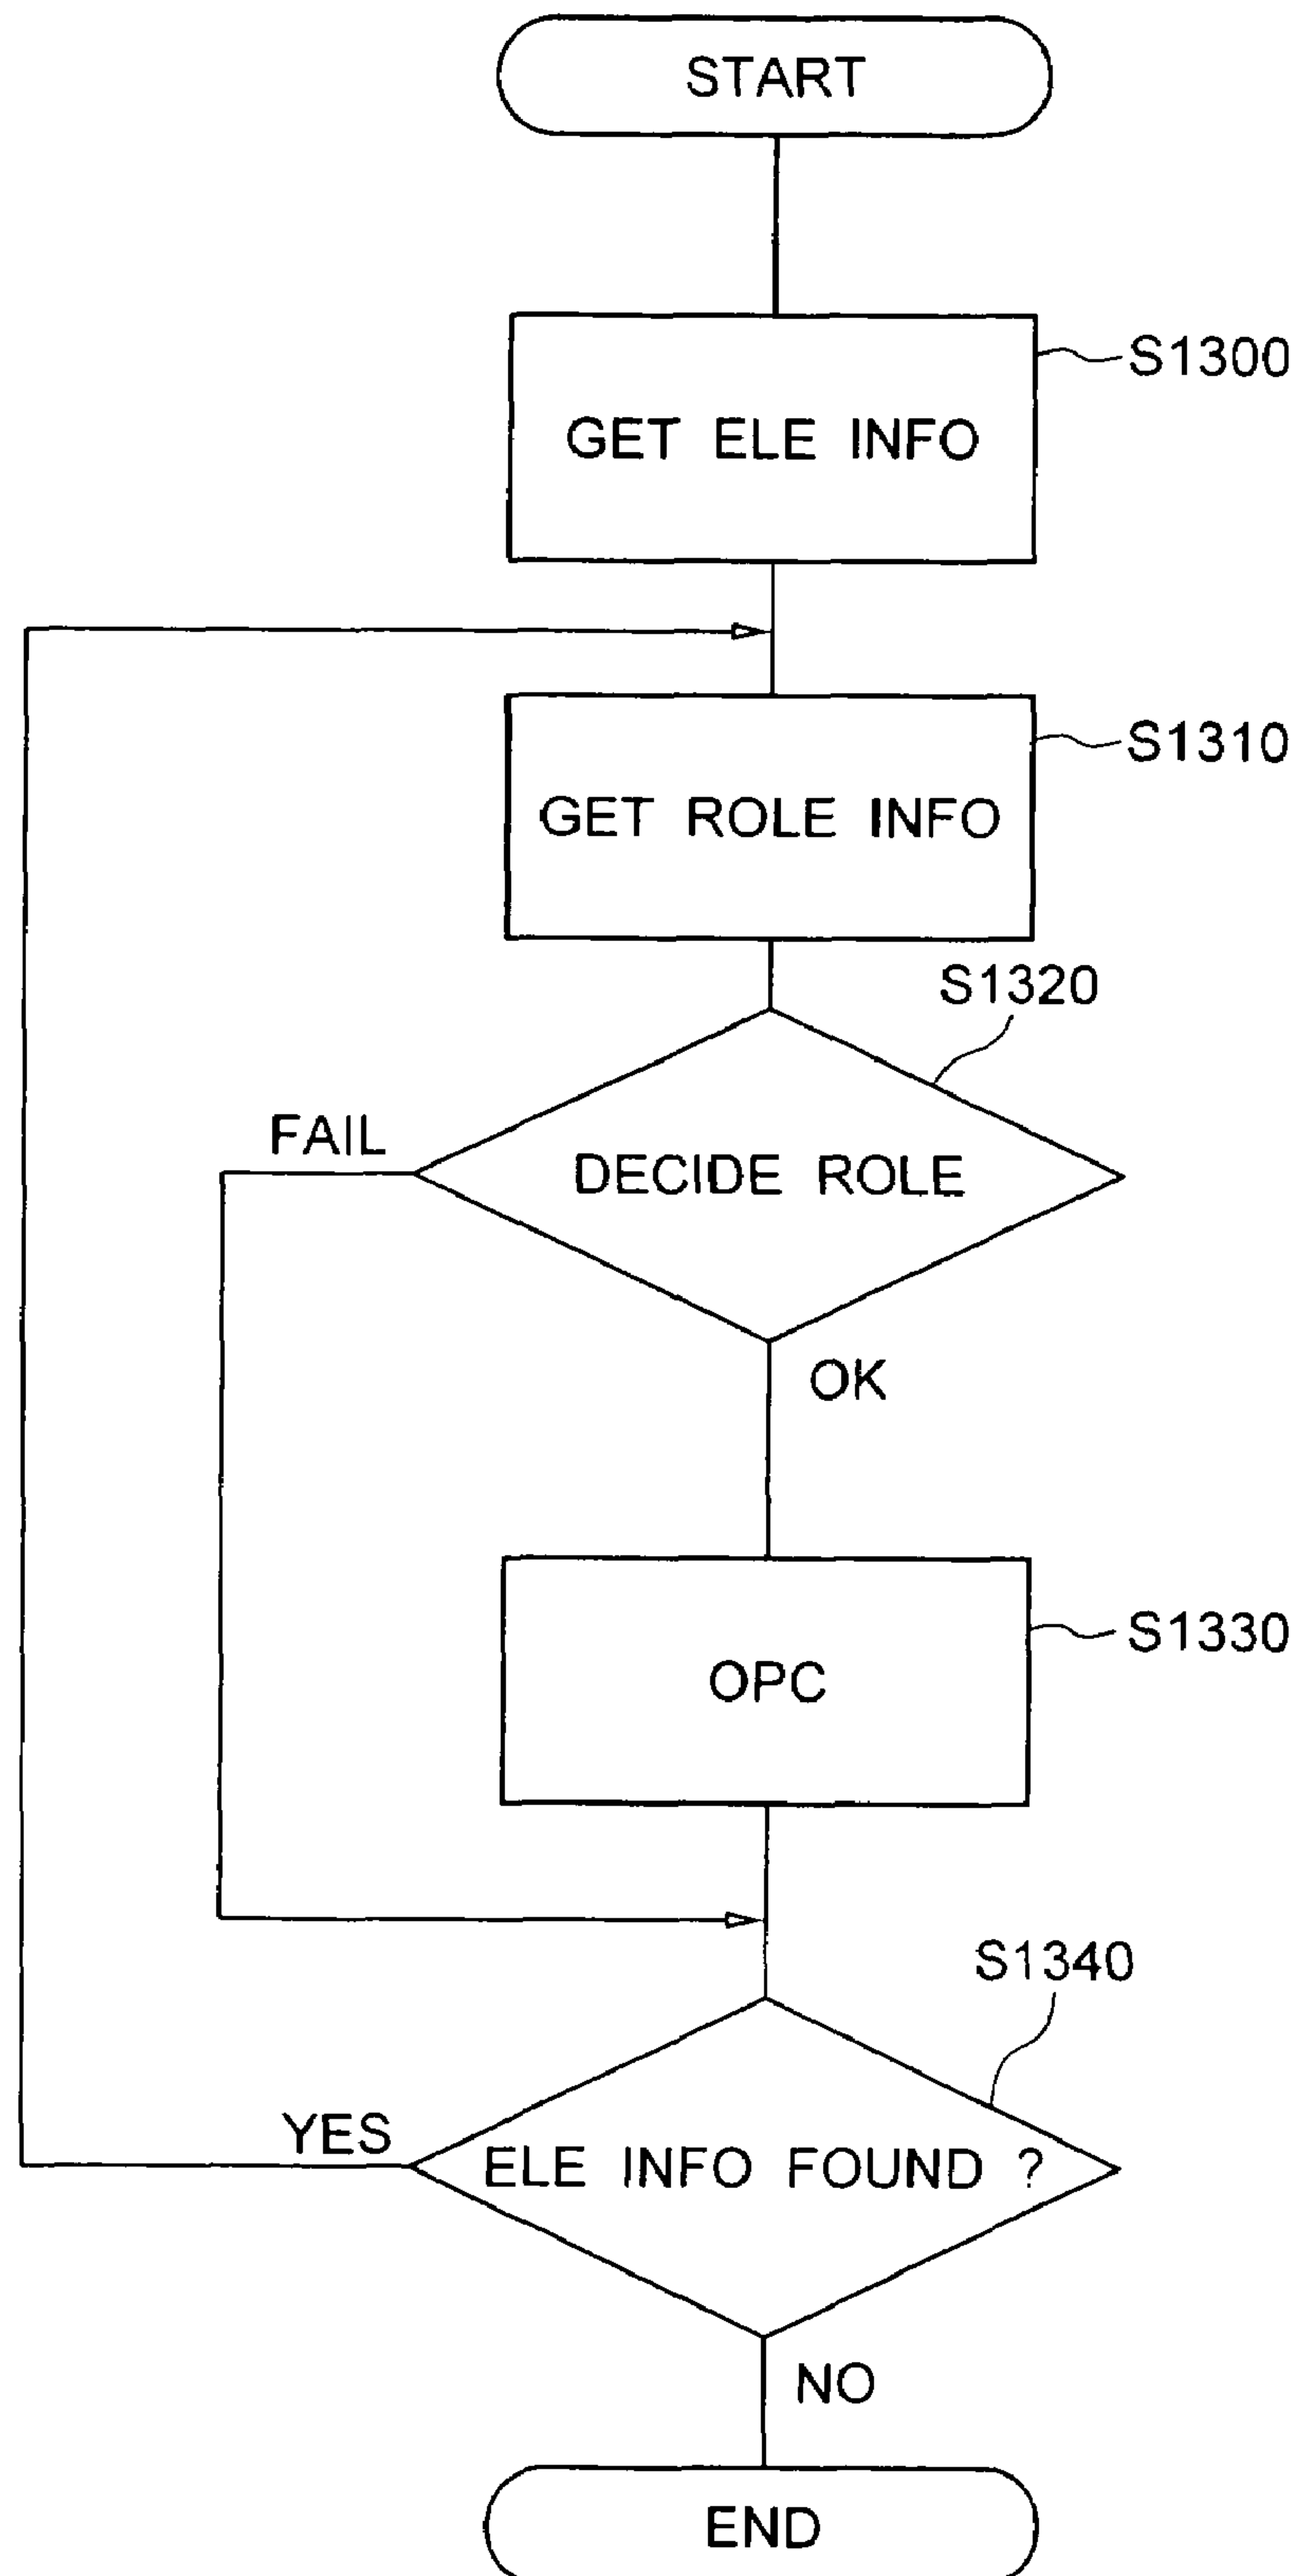 START
S1300
GET ELE INFO
S1310
GET ROLE INFO
S1320
FAIL
DECIDE ROLE
OK
S1330
OPC
S1340
YES
ELE INFO FOUND ?
NO
END